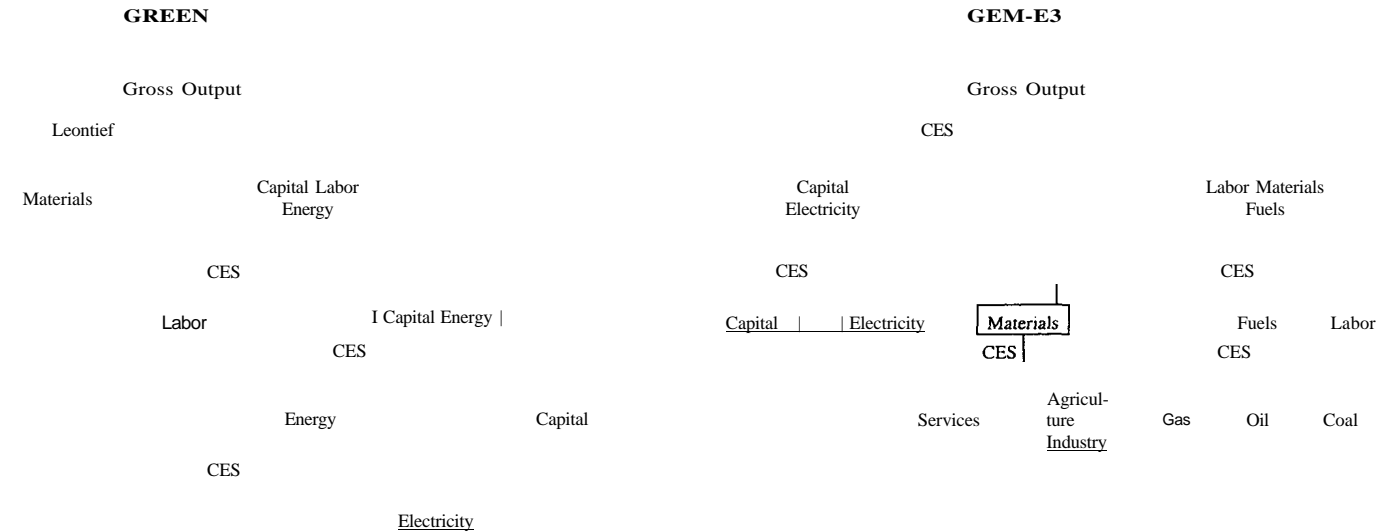 GREEN
Gross Output
Leontief
Materials
Capital Labor
Energy
CES
Labor
I Capital Energy |
CES
Energy
Capital
CES
Electricity
GEM-E3
Gross Output
CES
Capital
Electricity
Labor Materials
Fuels
CES
CES
Capital | | Electricity
Materials
Fuels
Labor
CES
CES
Services
Agricul-
ture
Industry
Gas
Oil
Coal